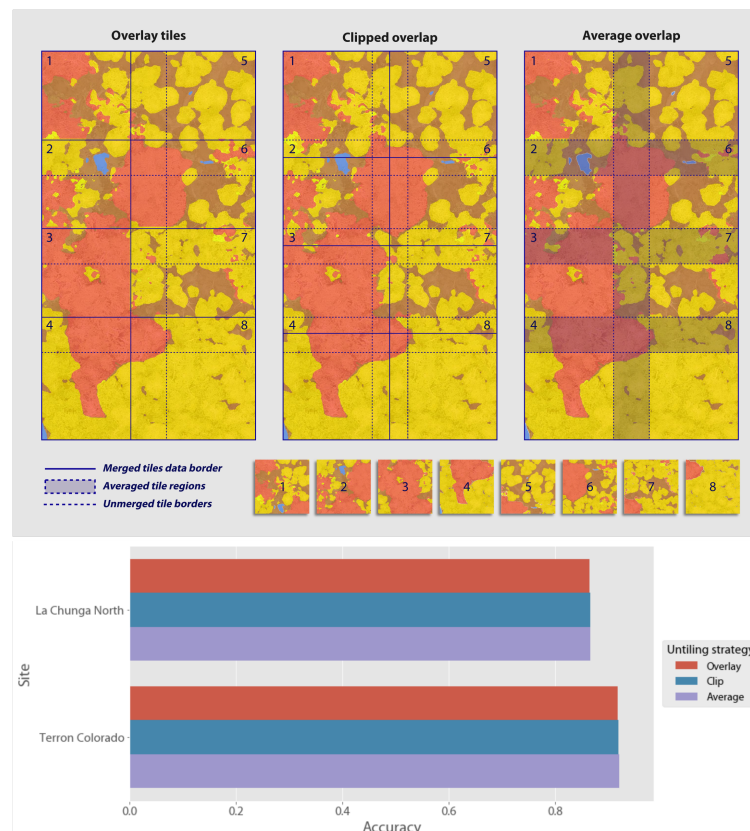 Overlay tiles
Clipped overlap
Average overlap
1 5
2 6
3 7
4 8
1 5
2 6
3 7
4 8
1 5
2 6
3 7
4 8
Merged tiles data border
Averaged tile regions
Unmerged tile borders
1 2 3 4 5 6 7 8
La Chunga North
Terron Colorado
Site
0.0 0.2 0.4 0.6 0.8
Accuracy
Untiling strategy
Overlay
Clip
Average